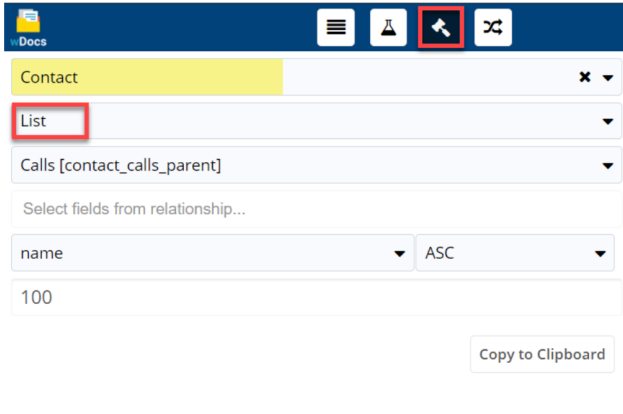 wDocs
Contact
List
Calls [contact_calls_parent]
Select fields from relationship...
name ASC
100
Copy to Clipboard